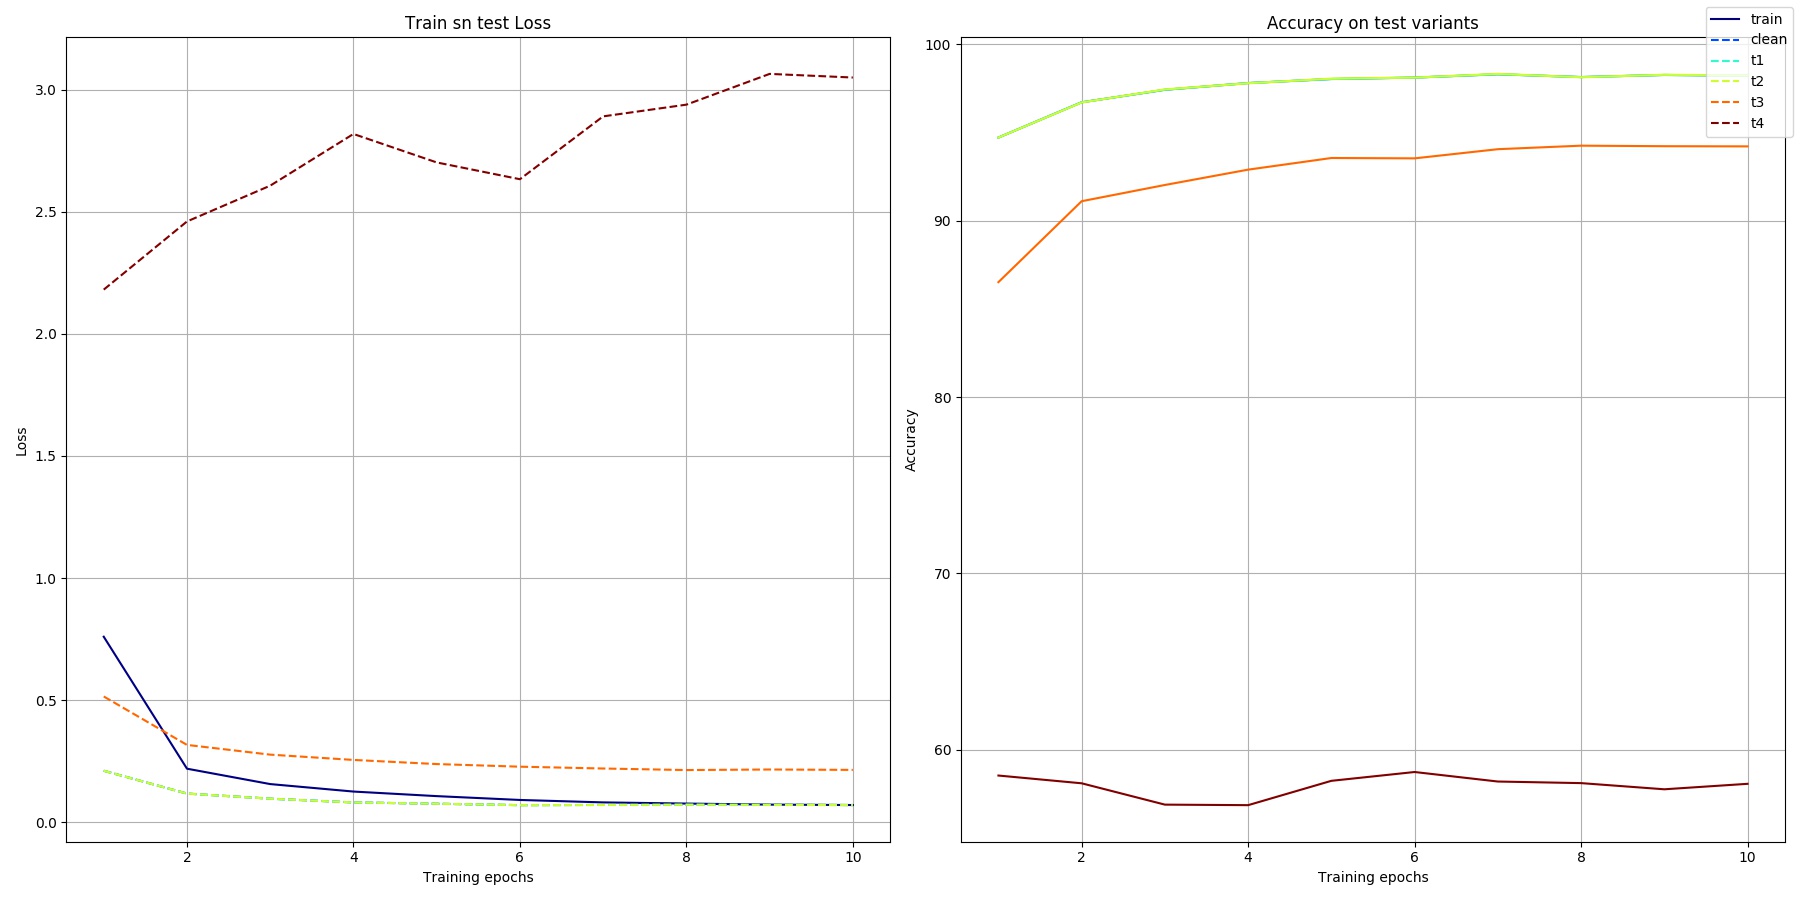 Train sn test Loss
3.0
2.5
2.0
1.5
1.0
0.5
0.0
Loss
2
4
6
8
10
Training epochs
Accuracy on test variants
100
90
80
70
60
Accuracy
2
4
6
8
10
Training epochs
train
clean
t1
t2
t3
t4